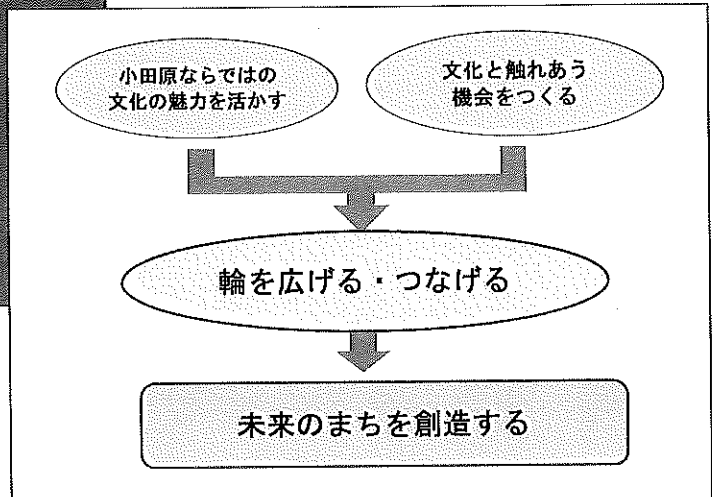 小田原ならではの
文化の魅力を活かす
文化と触れあう
機会をつくる
輪を広げる・つなげる
未来のまちを創造する